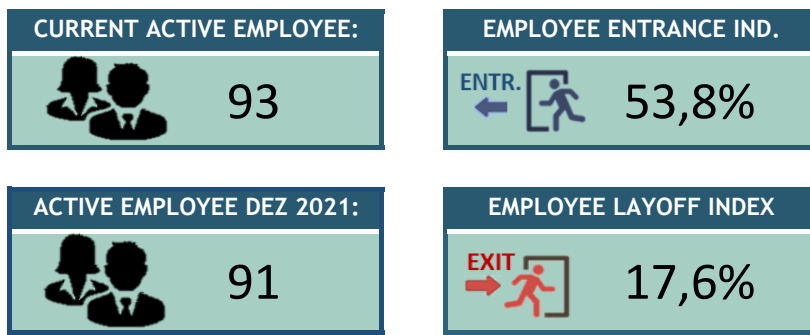 CURRENT ACTIVE EMPLOYEE:
93
EMPLOYEE ENTRANCE IND.
ENTR.
53,8%
ACTIVE EMPLOYEE DEZ 2021:
91
EMPLOYEE LAYOFF INDEX
EXIT
17,6%